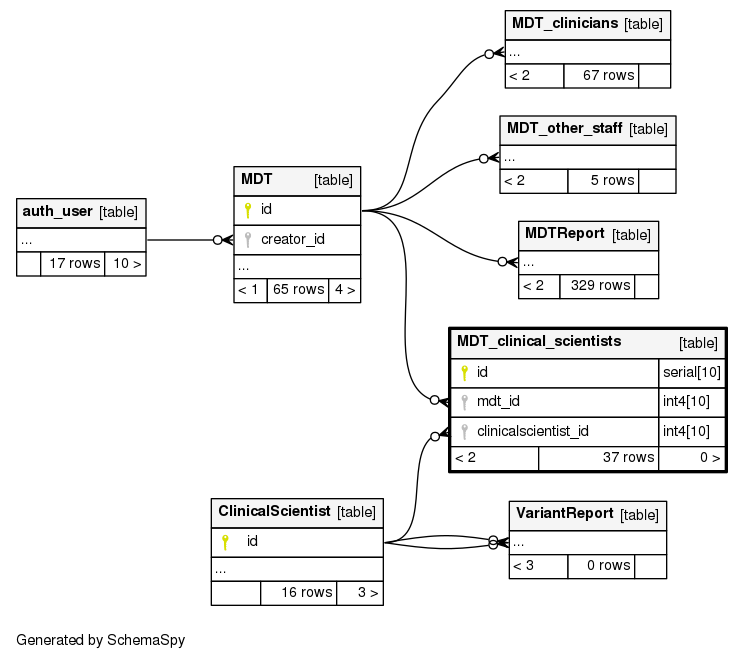 MDT_clinicians [table]
...
< 2 67 rows
MDT_other_staff [table]
...
< 2 5 rows
MDT [table]
id
creator_id
...
< 1 65 rows 4 >
auth_user [table]
...
17 rows 10 >
MDTReport [table]
...
< 2 329 rows
MDT_clinical_scientists [table]
id serial[10]
mdt_id int4[10]
clinicalscientist_id int4[10]
< 2 37 rows 0 >
ClinicalScientist [table]
id
...
16 rows 3 >
VariantReport [table]
...
< 3 0 rows
Generated by SchemaSpy